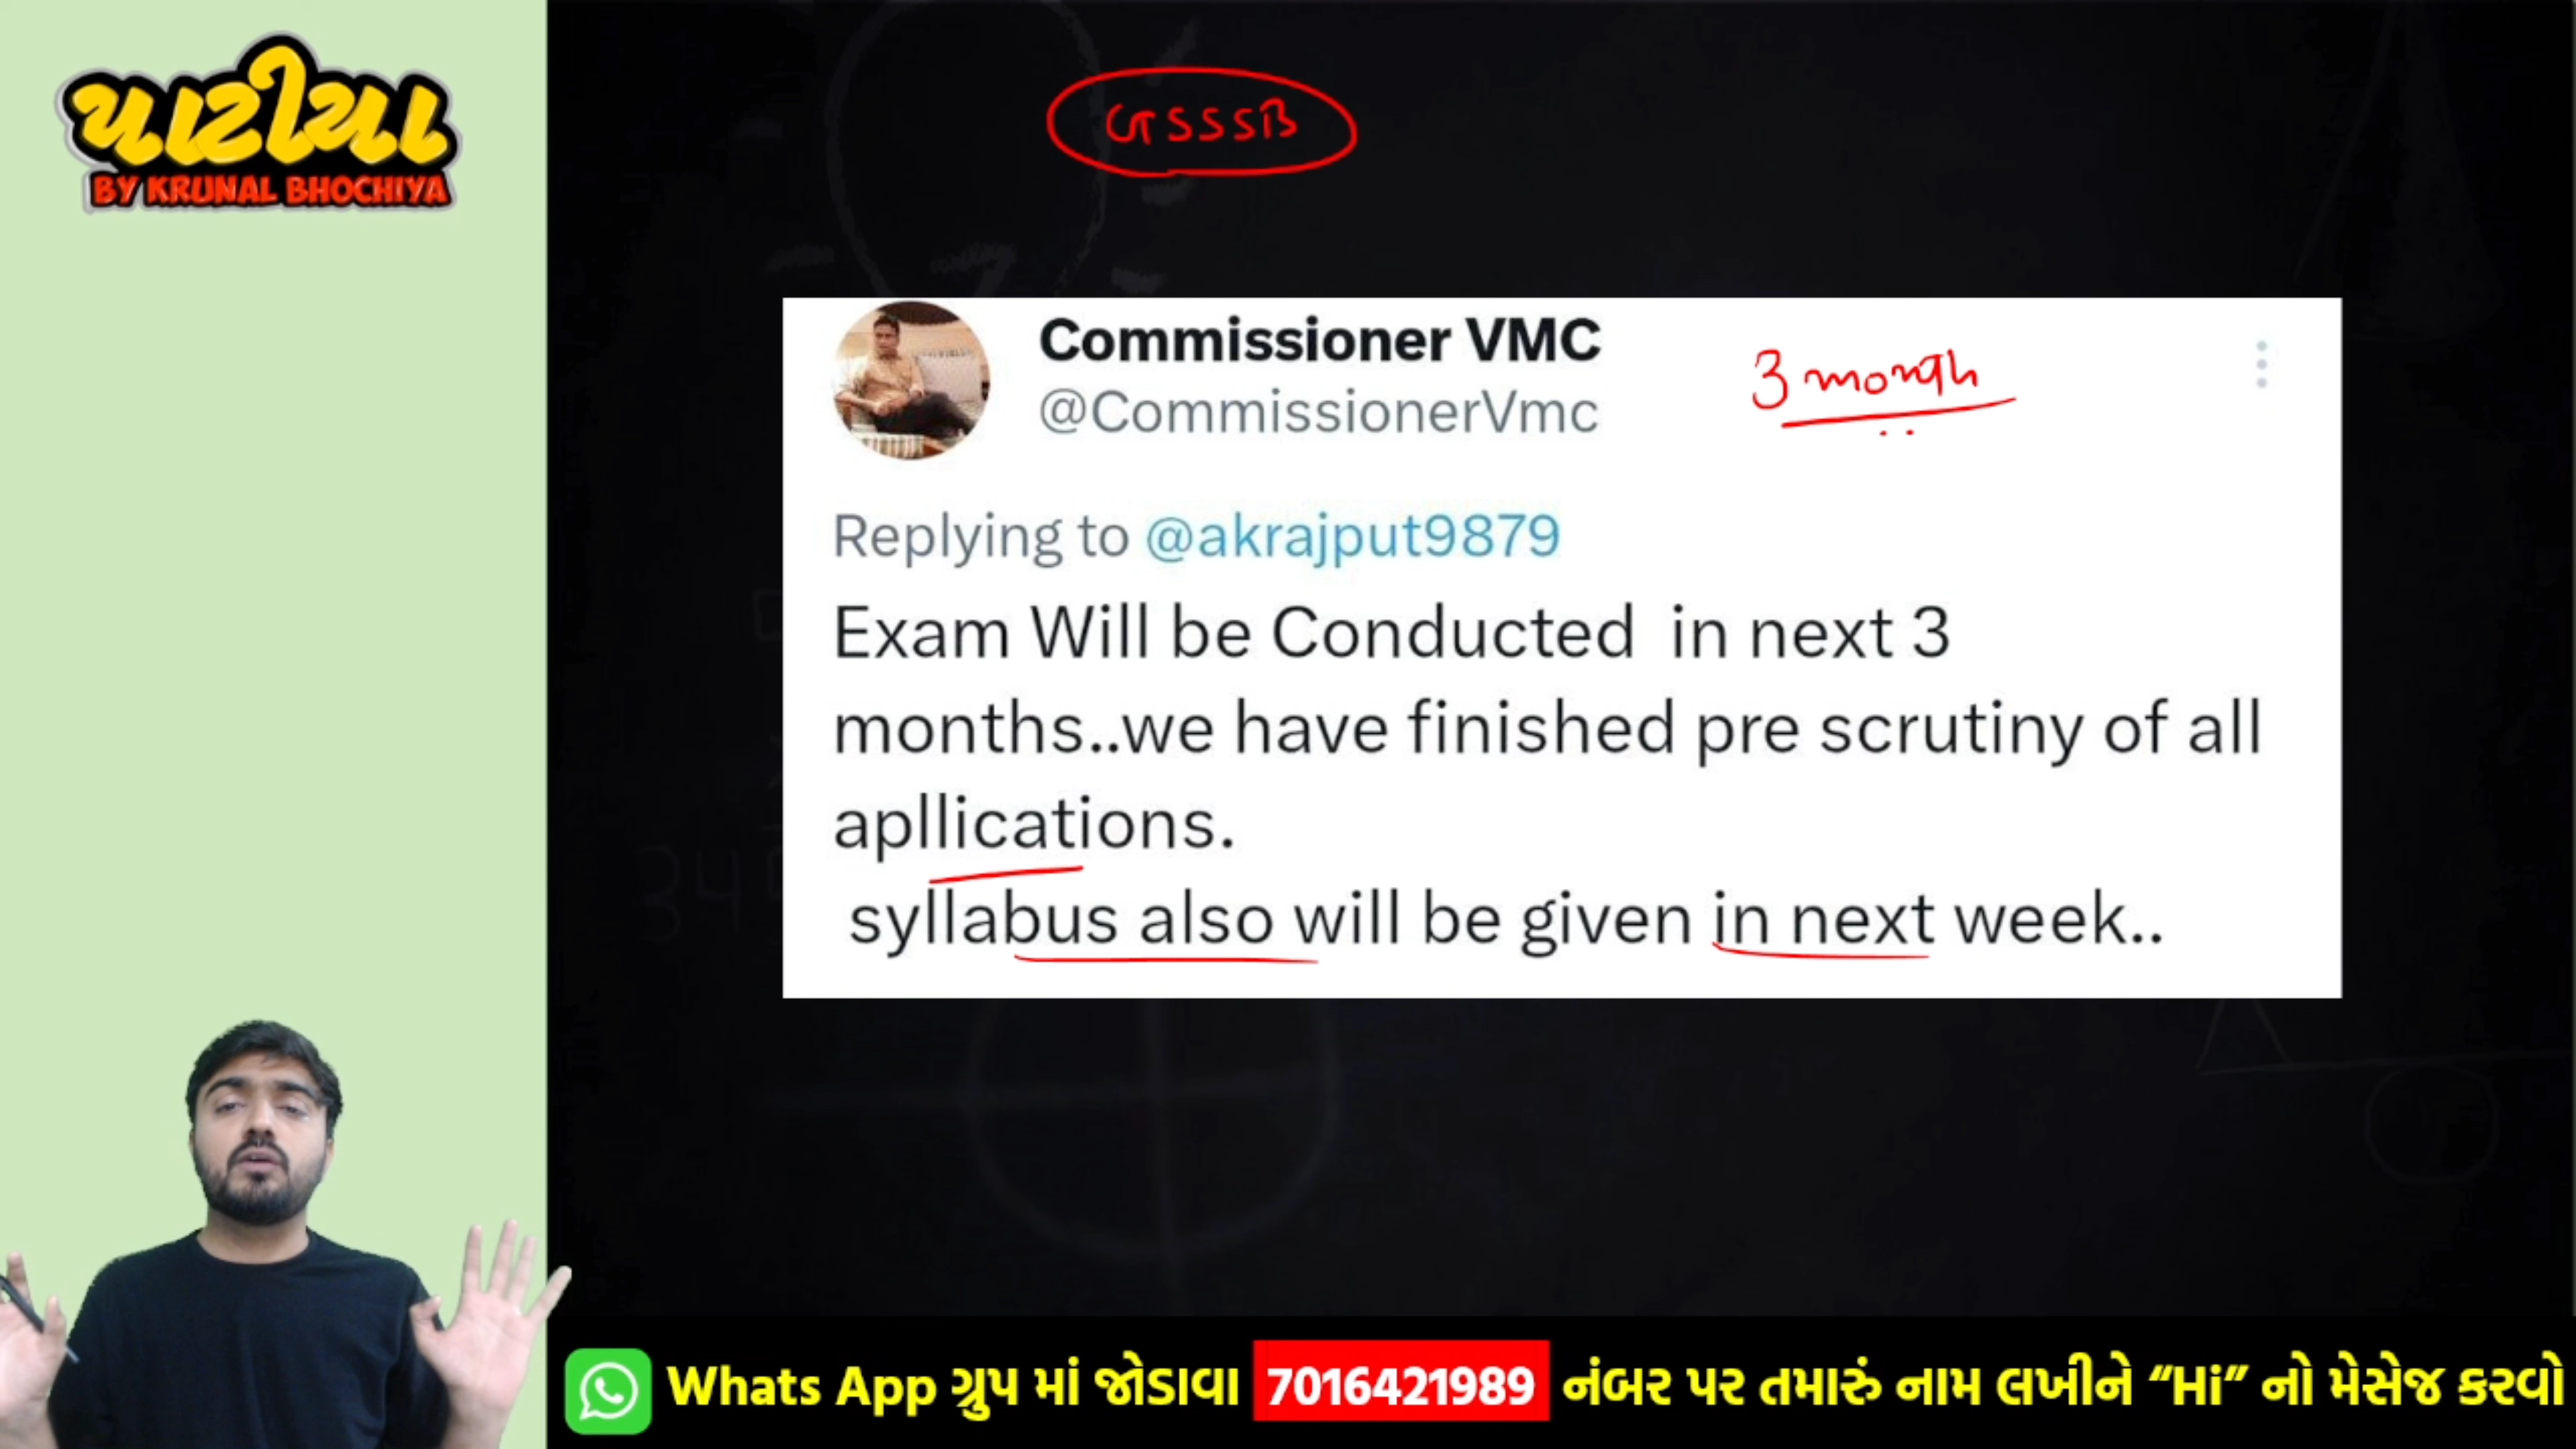 પાટીયા
BY KRUNAL BHOCHIYA
GSSSB
Commissioner VMC
@CommissionerVmc
3 month
Replying to @akrajput9879
Exam Will be Conducted in next 3
months..we have finished pre scrutiny of all
apllications.
syllabus also will be given in next week..
Whats App ગ્રુપ માં જોડાવા 7016421989 નંબર પર તમારું નામ લખીને “Hi” નો મેસેજ કરવો